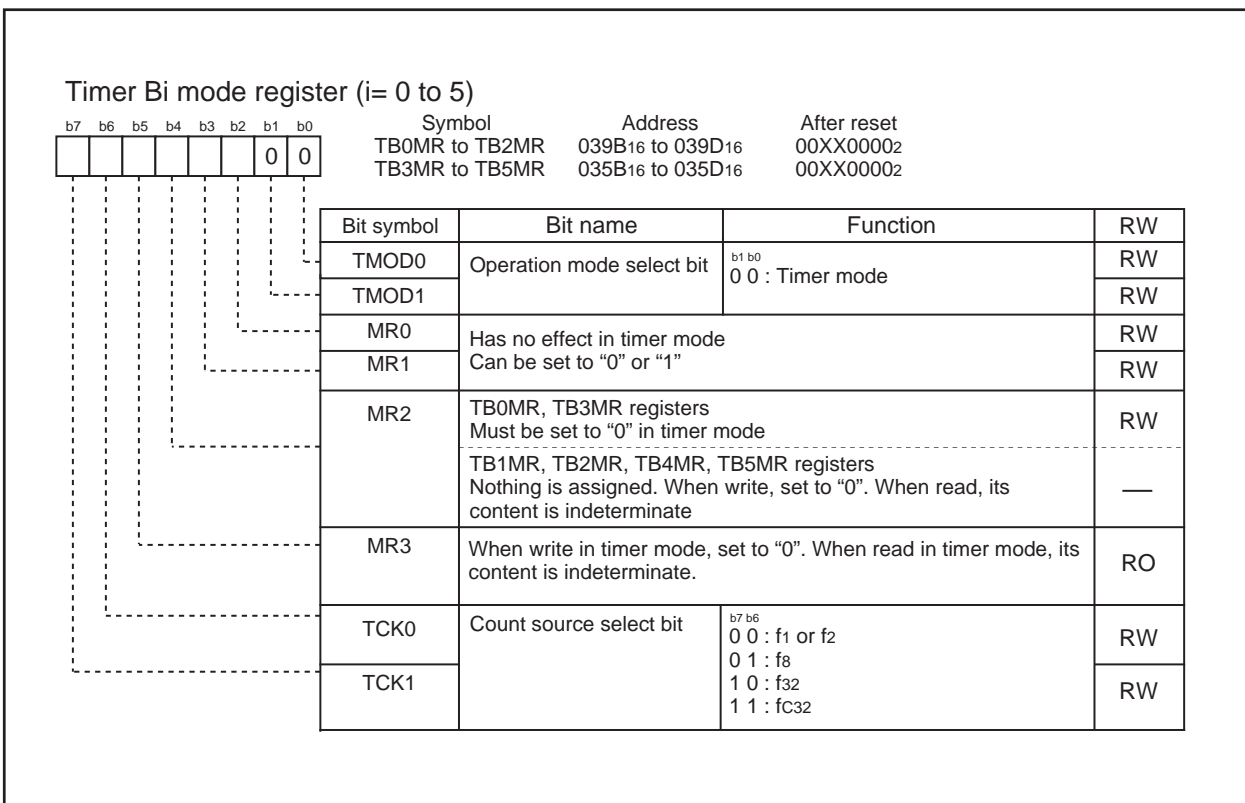 Timer Bi mode register (i= 0 to 5)
b7 b6 b5 b4 b3 b2 b1 b0
0 0
Symbol Address After reset
TB0MR to TB2MR 039B16 to 039D16 00XX00002
TB3MR to TB5MR 035B16 to 035D16 00XX00002
Bit symbol Bit name Function RW
TMOD0 Operation mode select bit b1 b0 RW
0 0 : Timer mode
TMOD1 RW
MR0 Has no effect in timer mode RW
MR1 Can be set to “0” or “1” RW
MR2 TB0MR, TB3MR registers RW
Must be set to “0” in timer mode
TB1MR, TB2MR, TB4MR, TB5MR registers
Nothing is assigned. When write, set to “0”. When read, its —
content is indeterminate
MR3 When write in timer mode, set to “0”. When read in timer mode, its RO
content is indeterminate.
TCK0 Count source select bit b7 b6 RW
0 0 : f1 or f2
0 1 : f8
TCK1 1 0 : f32 RW
1 1 : fC32